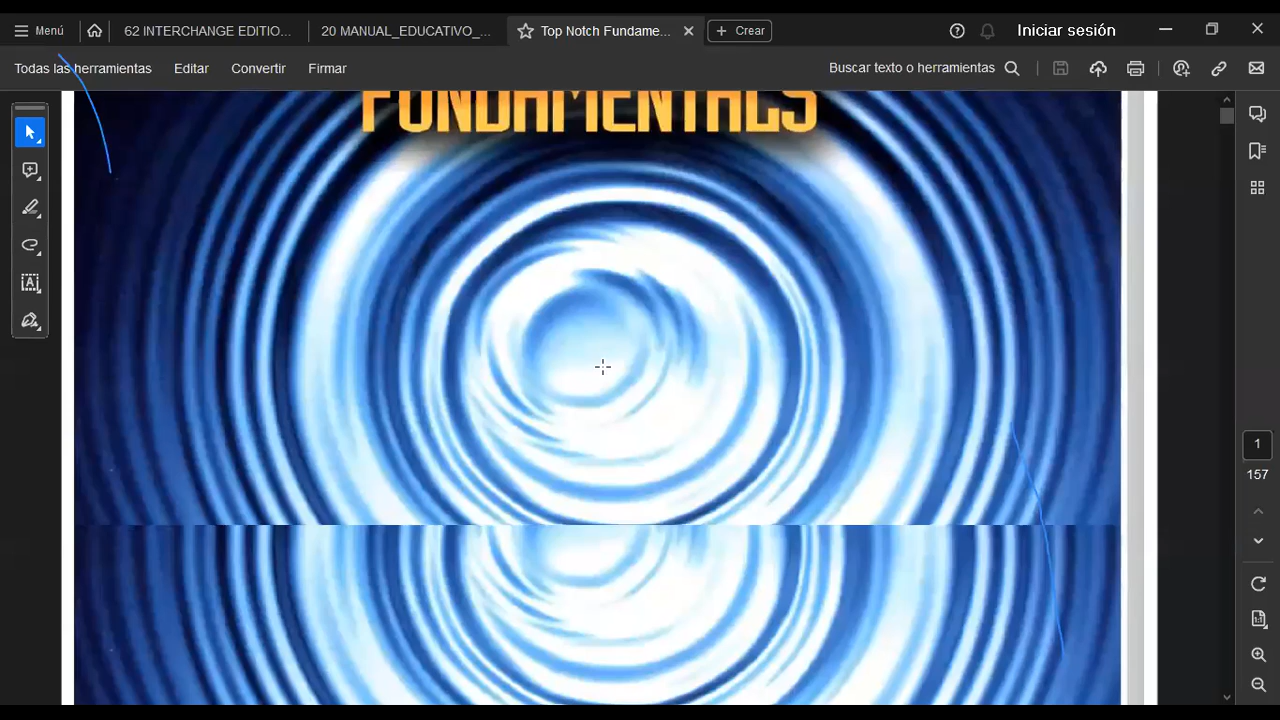 Menú
62 INTERCHANGE EDITIO...
20 MANUAL_EDUCATIVO_...
Top Notch Fundame...
Crear
Iniciar sesión
Todas las herramientas
Editar
Convertir
Firmar
Buscar texto o herramientas
FUNDAMENTALS
1
157